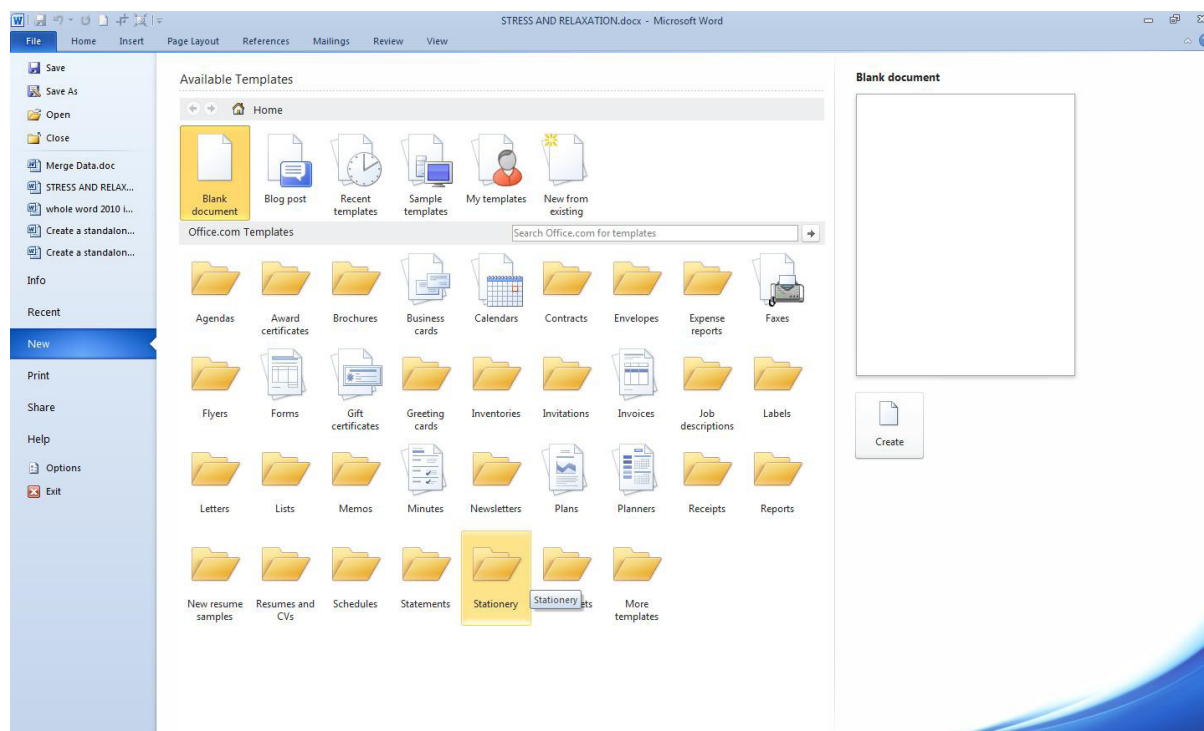 STRESS AND RELAXATION.docx - Microsoft Word
File Home Insert Page Layout References Mailings Review View
Save
Save As
Open
Close
Merge Data.doc
STRESS AND RELAX...
whole word 2010 i...
Create a standalon...
Create a standalon...
Info
Recent
New
Print
Share
Help
Options
Exit
Available Templates
Home
Blank document
Blog post
Recent templates
Sample templates
My templates
New from existing
Office.com Templates
Search Office.com for templates
Agendas
Award certificates
Brochures
Business cards
Calendars
Contracts
Envelopes
Expense reports
Faxes
Flyers
Forms
Gift certificates
Greeting cards
Inventories
Invitations
Invoices
Job descriptions
Labels
Letters
Lists
Memos
Minutes
Newsletters
Plans
Planners
Receipts
Reports
New resume samples
Resumes and CVs
Schedules
Statements
Stationery
Stationery
More templates
Blank document
Create